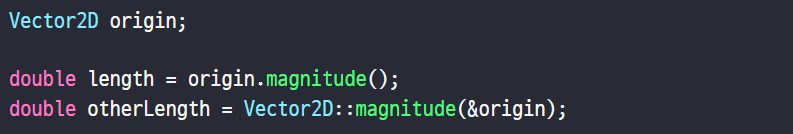 Vector2D origin;
double length = origin.magnitude();
double otherLength = Vector2D::magnitude(&origin);